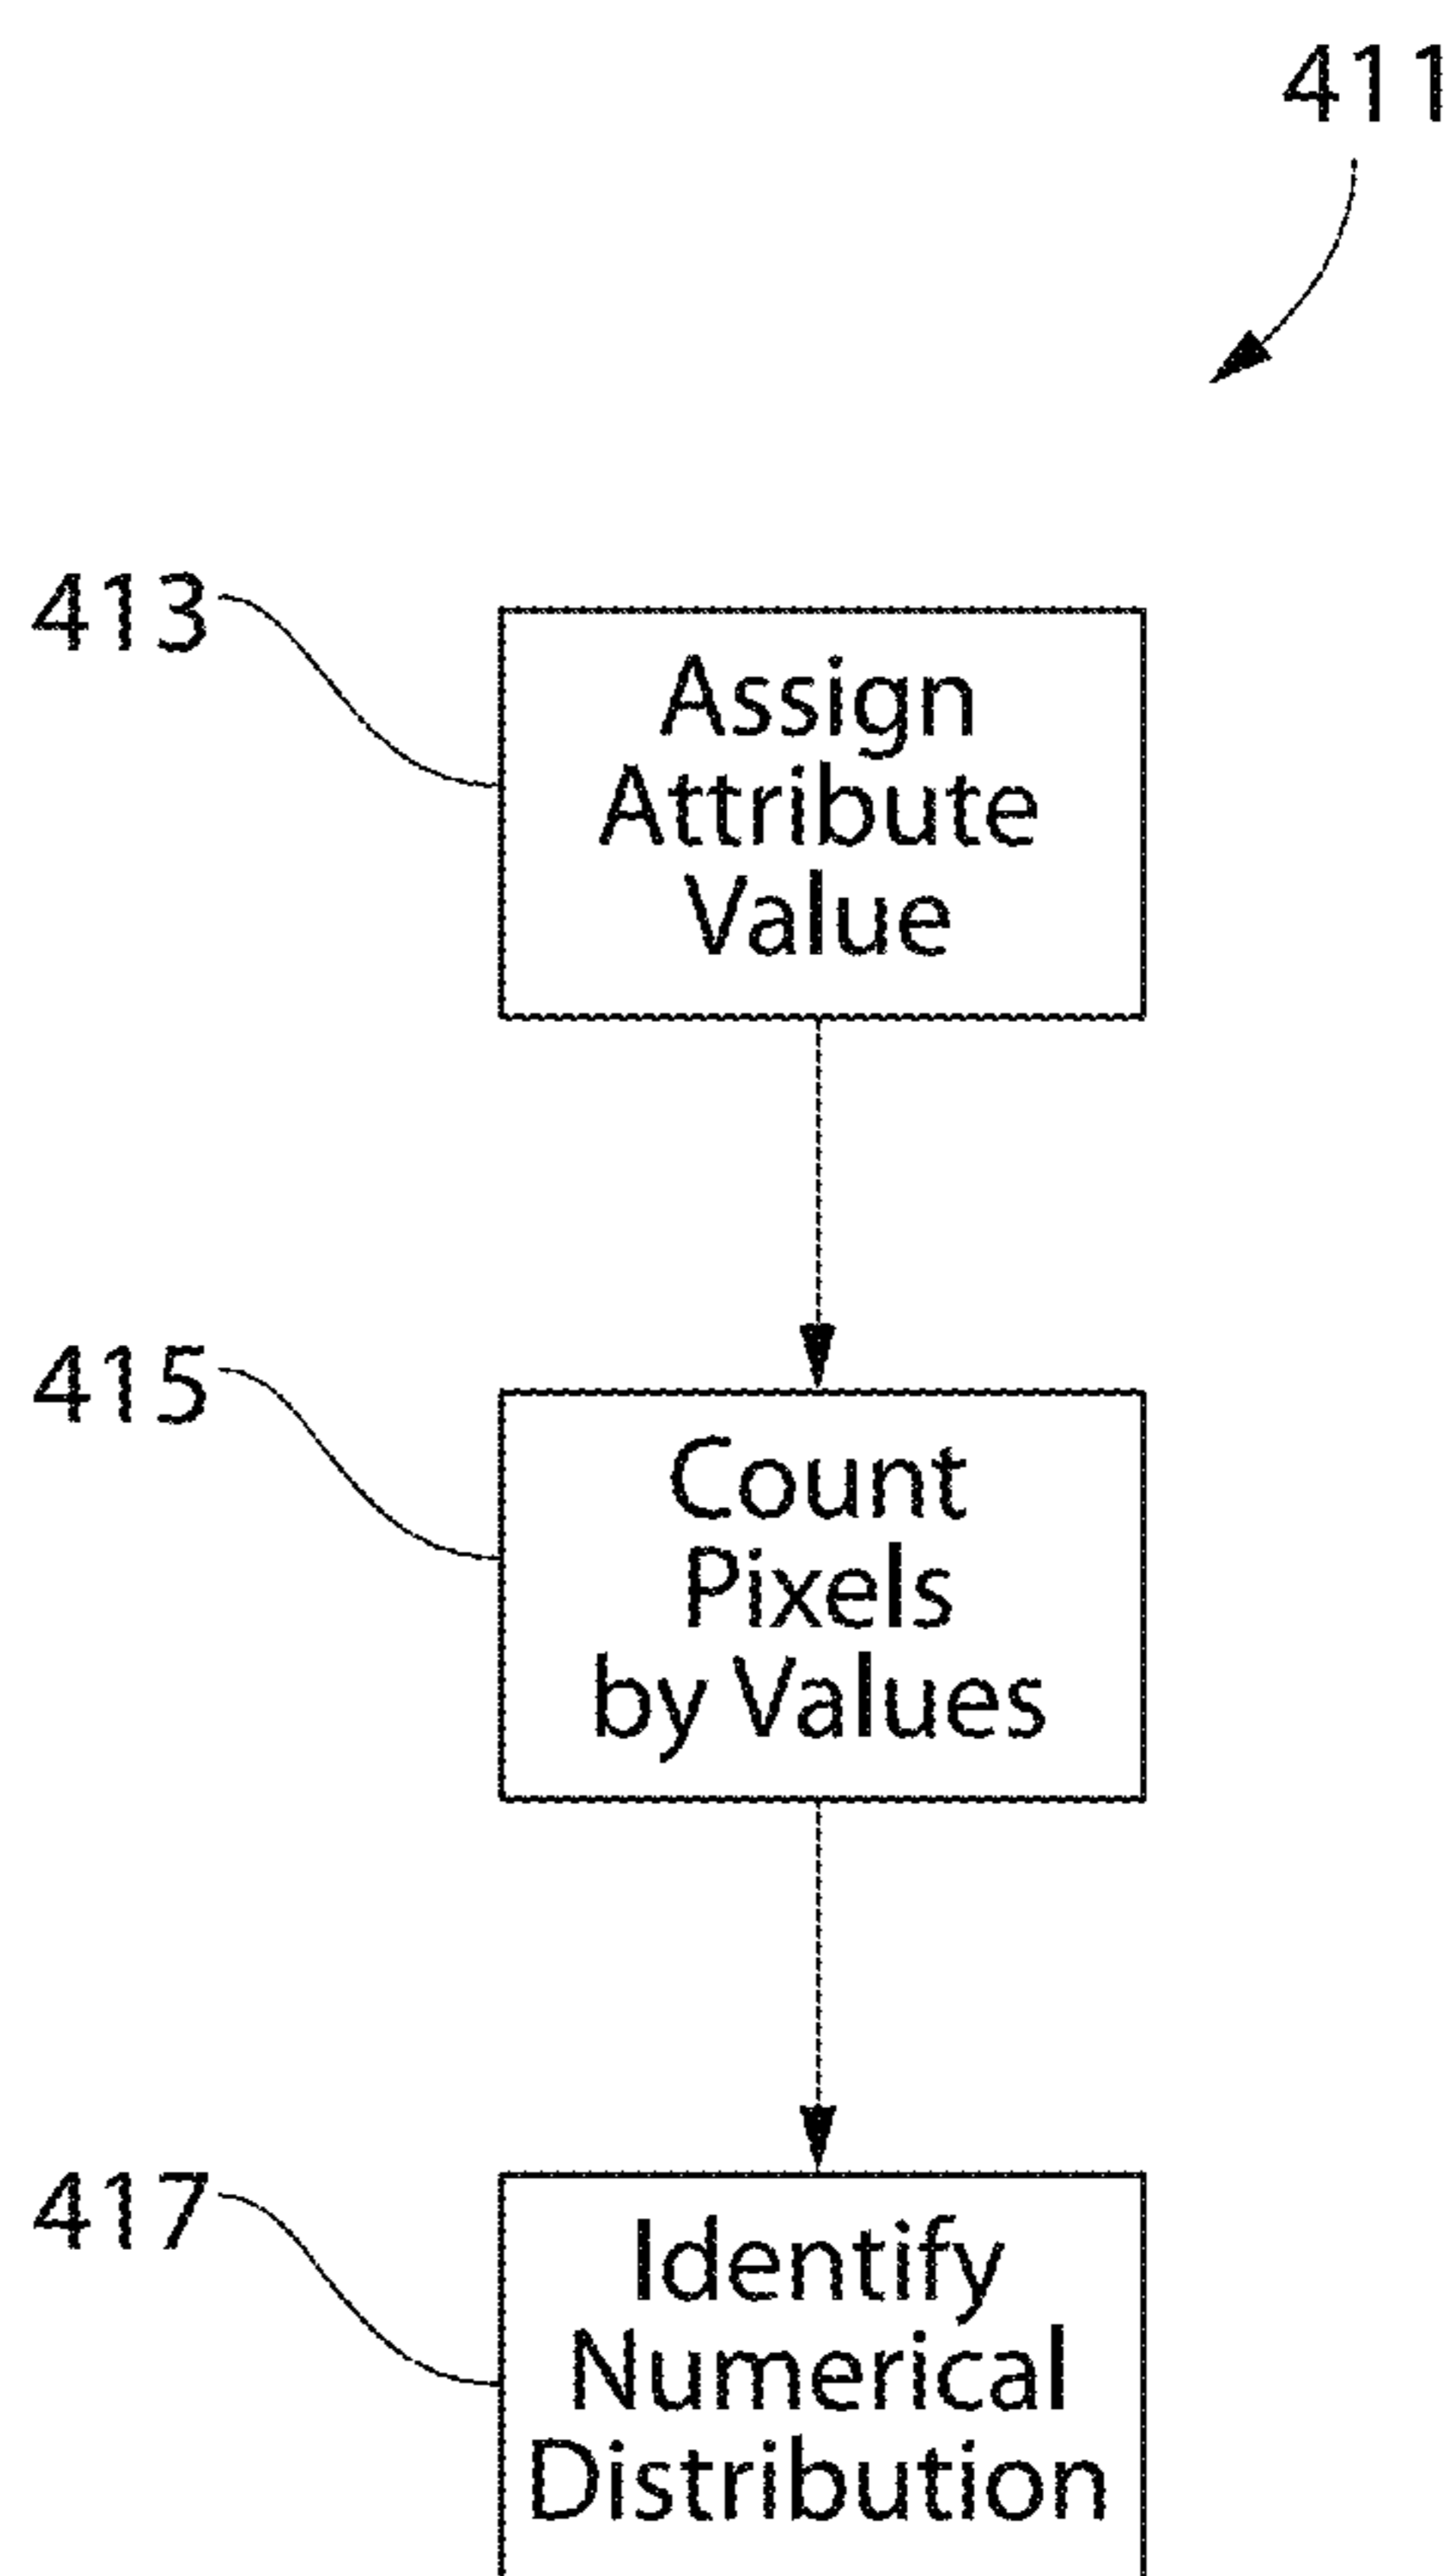 411
413
Assign
Attribute
Value
415
Count
Pixels
by Values
417
Identify
Numerical
Distribution